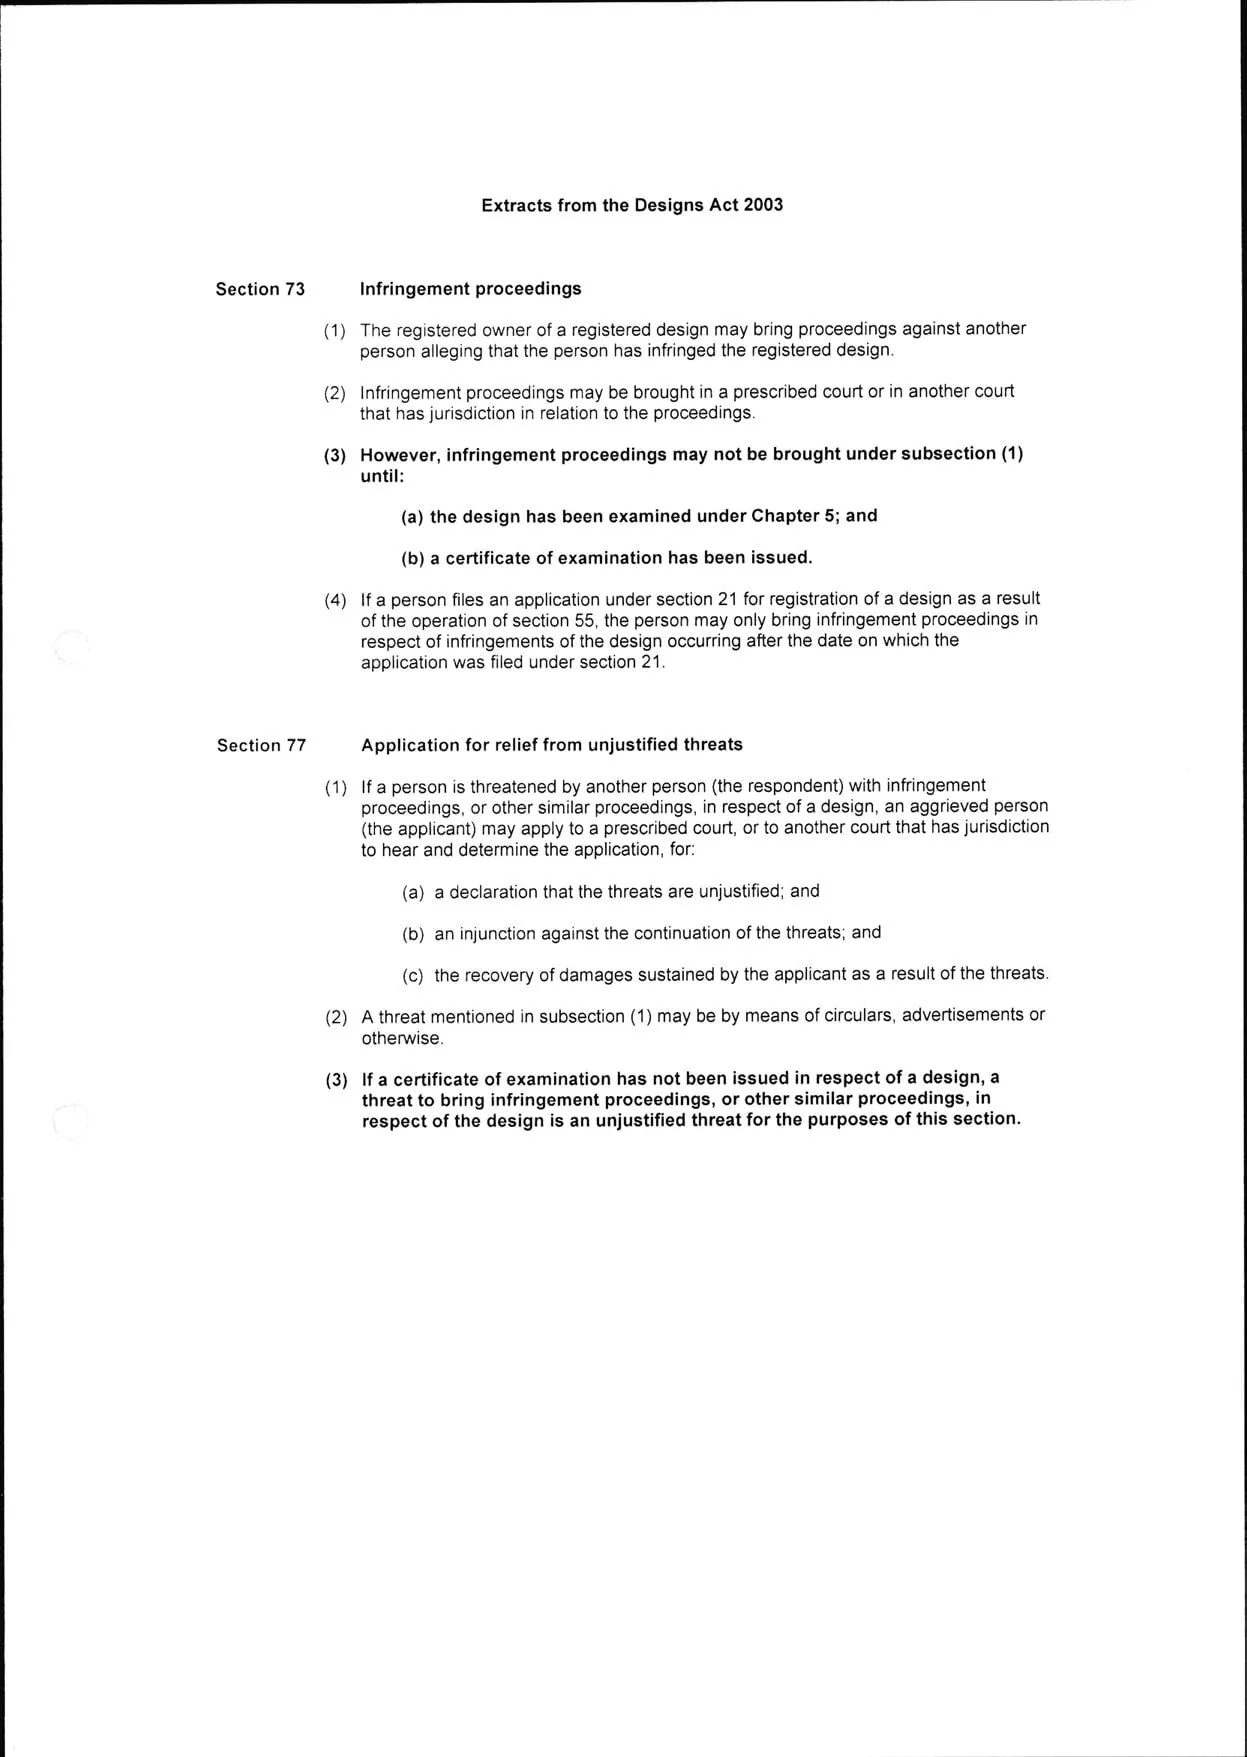 Extracts from the Designs Act 2003
Section 73 Infringement proceedings
(1) The registered owner of a registered design may bring proceedings against another
person alleging that the person has infringed the registered design.
(2) Infringement proceedings may be brought in a prescribed court or in another court
that has jurisdiction in relation to the proceedings.
(3) However, infringement proceedings may not be brought under subsection (1)
until:
(a) the design has been examined under Chapter 5; and
(b) a certificate of examination has been issued.
(4) If a person files an application under section 21 for registration of a design as a result
of the operation of section 55, the person may only bring infringement proceedings in
respect of infringements of the design occurring after the date on which the
application was filed under section 21.
Section 77 Application for relief from unjustified threats
(1) If a person is threatened by another person (the respondent) with infringement
proceedings, or other similar proceedings, in respect of a design, an aggrieved person
(the applicant) may apply to a prescribed court, or to another court that has jurisdiction
to hear and determine the application, for:
(a) a declaration that the threats are unjustified; and
(b) an injunction against the continuation of the threats; and
(c) the recovery of damages sustained by the applicant as a result of the threats.
(2) A threat mentioned in subsection (1) may be by means of circulars, advertisements or
otherwise.
(3) If a certificate of examination has not been issued in respect of a design, a
threat to bring infringement proceedings, or other similar proceedings, in
respect of the design is an unjustified threat for the purposes of this section.